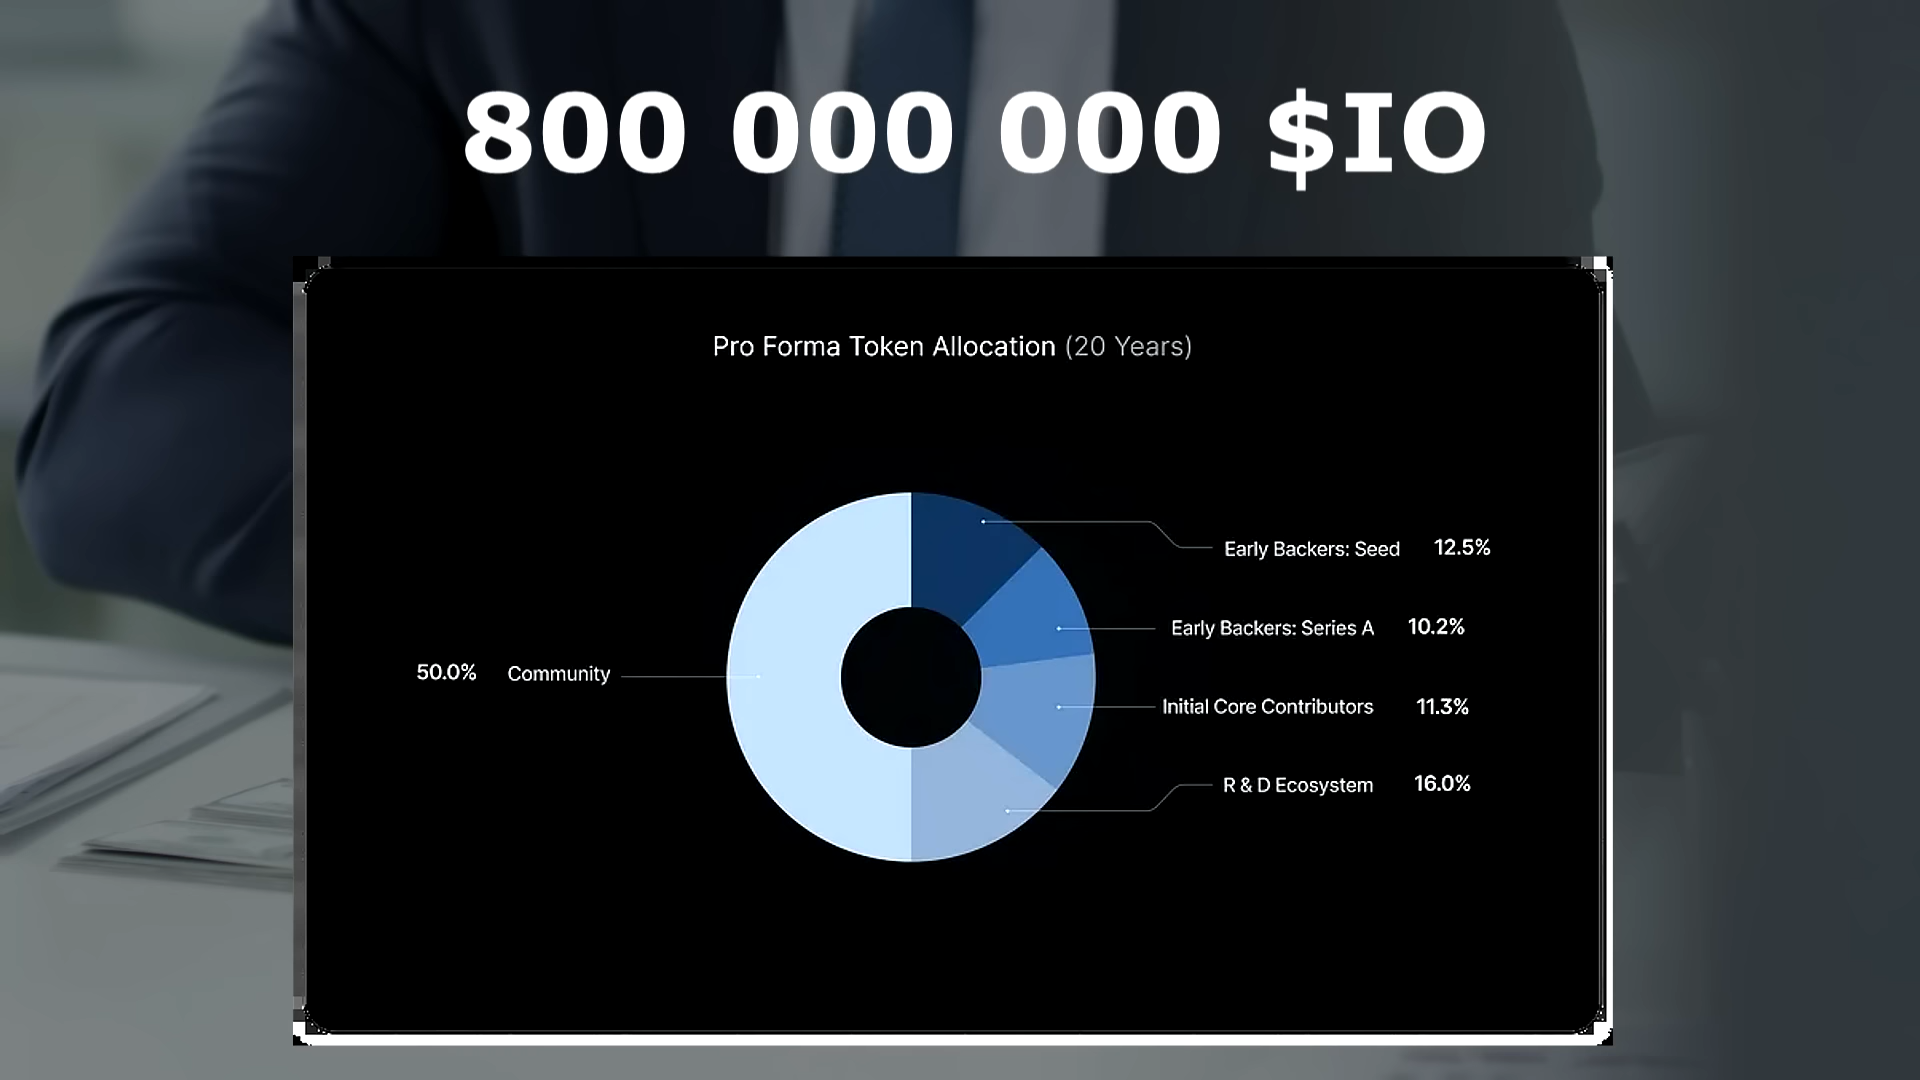 800 000 000 $IO
Pro Forma Token Allocation (20 Years)
Early Backers: Seed 12.5%
Early Backers: Series A 10.2%
50.0% Community
Initial Core Contributors 11.3%
R & D Ecosystem 16.0%